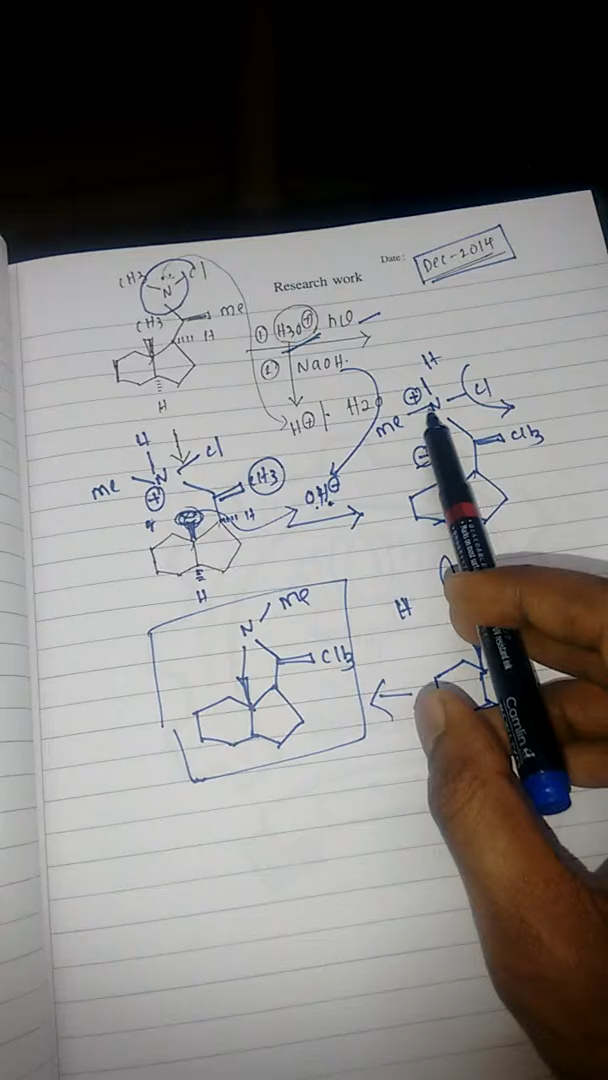 Research work
Date:
Dec-2014
CH3
N
Cl
CH3
Me
H
H
① H3O⊕ hν
② NaOH
H⊕ H2O
H
N
Cl
Me
⊕
CH3
H
H
OH⊖
H
⊕
N
Cl
Me
⊖
CH3
H
N
Me
CH3
Camlin